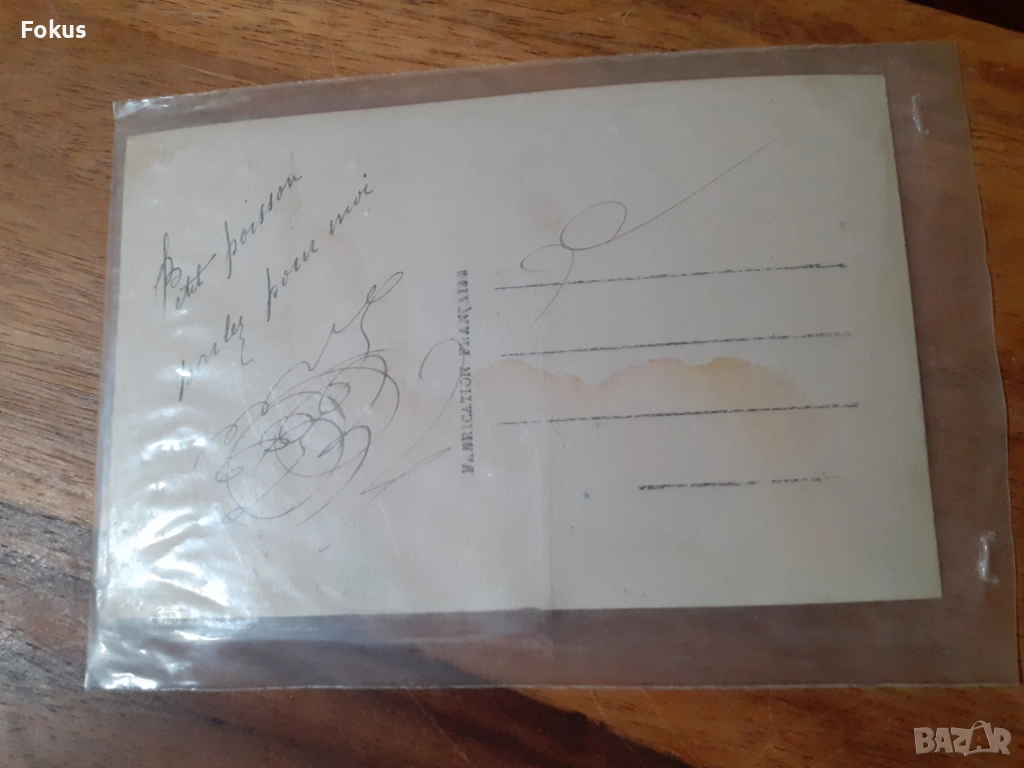 Fokus
Petit poisson
parlez pour moi
FABRICATION FRANÇAISE
BAZAR